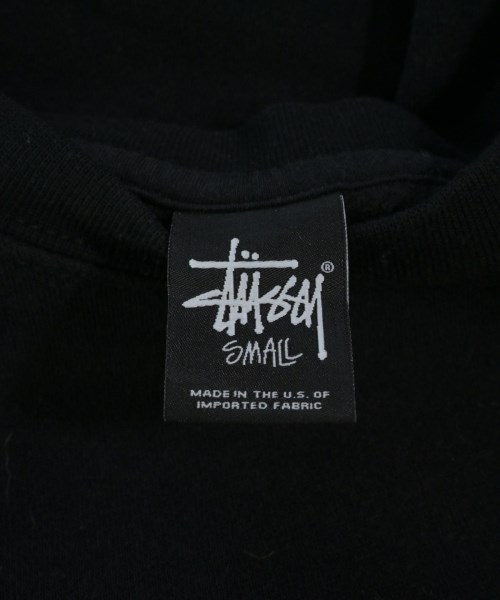 Stüssy®
SMALL
MADE IN THE U.S. OF
IMPORTED FABRIC